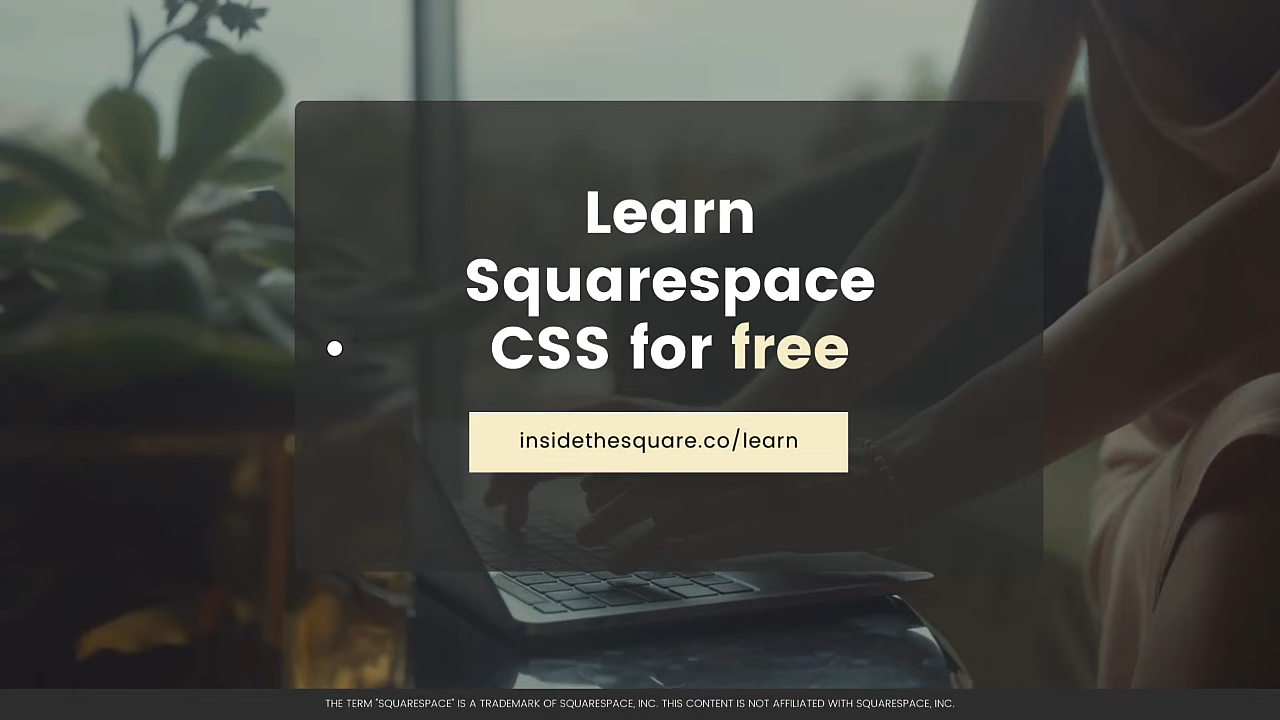 Learn
Squarespace
CSS for free
insidethesquare.co/learn
THE TERM "SQUARESPACE" IS A TRADEMARK OF SQUARESPACE, INC. THIS CONTENT IS NOT AFFILIATED WITH SQUARESPACE, INC.